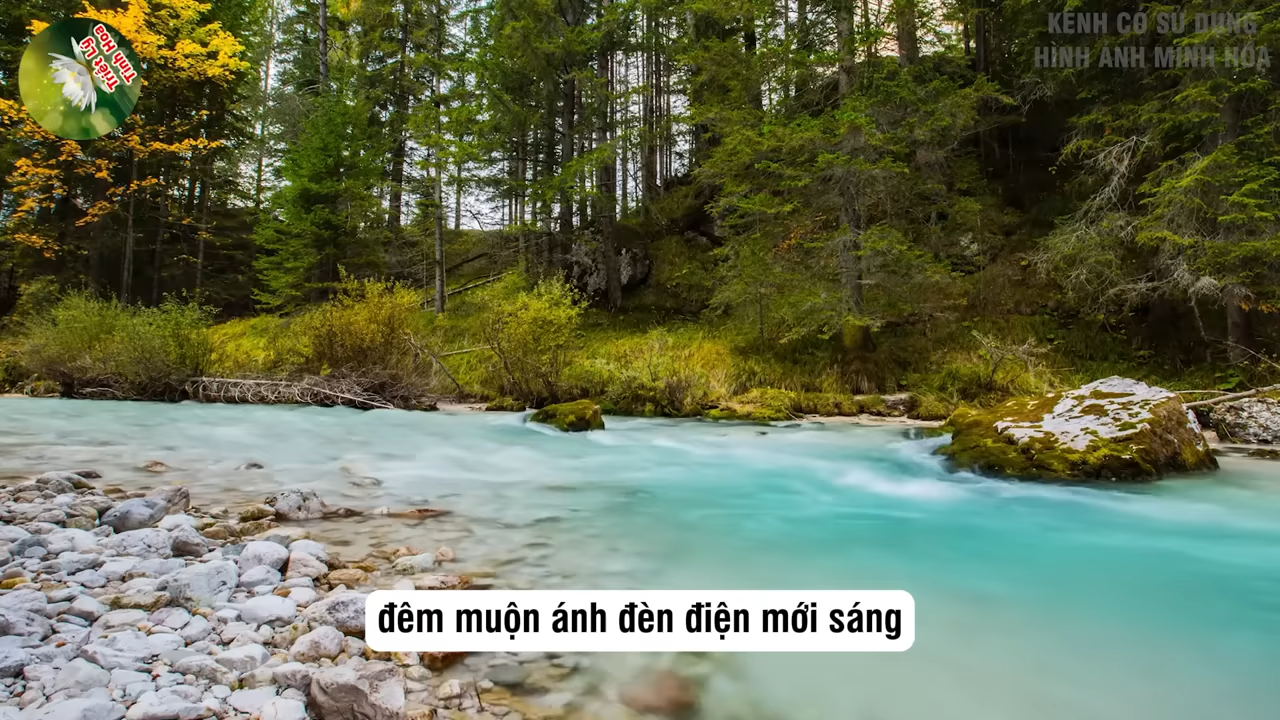 Triết Lý
Tinh Hoa
KÊNH CÓ SỬ DỤNG
HÌNH ẢNH MINH HỌA
đêm muộn ánh đèn điện mới sáng